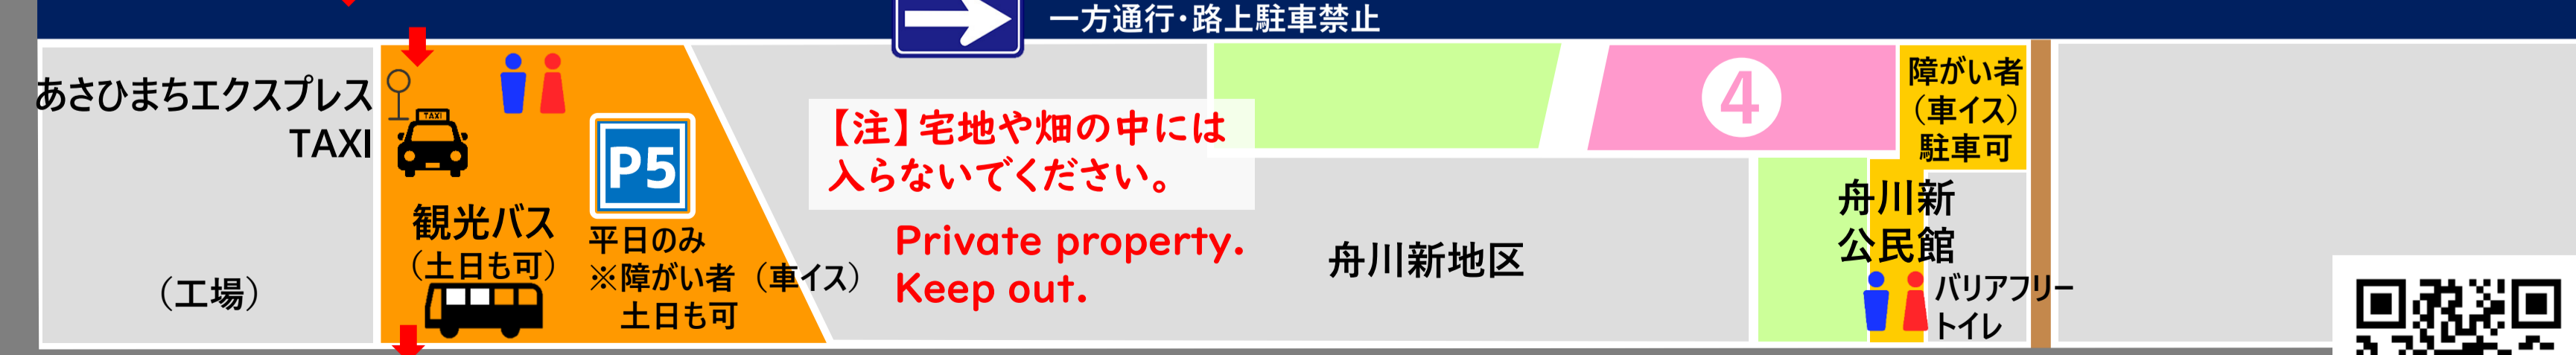 一方通行・路上駐車禁止
あさひまちエクスプレス
TAXI
TAXI
（工場）
観光バス
（土日も可）
P5
平日のみ
※障がい者（車イス）
土日も可
【注】宅地や畑の中には
入らないでください。
Private property.
Keep out.
舟川新地区
4
障がい者
（車イス）
駐車可
舟川新
公民館
バリアフリー
トイレ